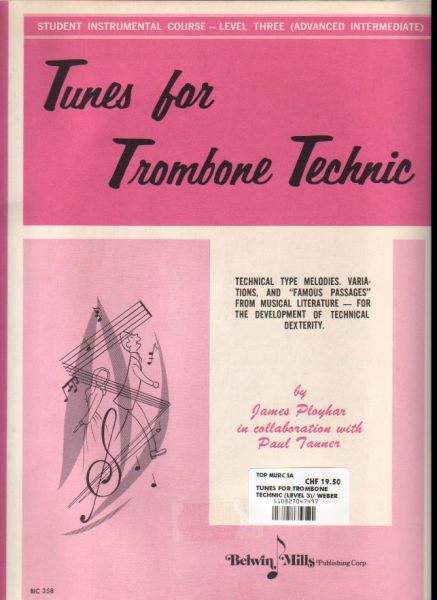 STUDENT INSTRUMENTAL COURSE – LEVEL THREE (ADVANCED INTERMEDIATE)
Tunes for
Trombone Technic
TECHNICAL TYPE MELODIES, VARIA-
TIONS, AND "FAMOUS PASSAGES"
FROM MUSICAL LITERATURE — FOR
THE DEVELOPMENT OF TECHNICAL
DEXTERITY.
by
James Ployhar
in collaboration with
Paul Tanner
TOP MUSIC SA
CHF 19.50
TUNES FOR TROMBONE
TECHNIC (LEVEL 3)/ WEBER
110827047497
Belwin Mills Publishing Corp.
BIC 358